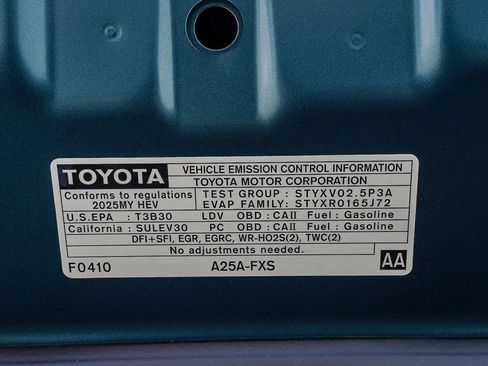 TOYOTA
VEHICLE EMISSION CONTROL INFORMATION
TOYOTA MOTOR CORPORATION
Conforms to regulations
2025MY HEV
TEST GROUP : STYXV02.5P3A
EVAP FAMILY: STYXR0165J72
U.S.EPA : T3B30 LDV OBD : CAII Fuel : Gasoline
California : SULEV30 PC OBD : CAII Fuel : Gasoline
DFI+SFI, EGR, EGRC, WR-HO2S(2), TWC(2)
No adjustments needed.
F0410 A25A-FXS AA